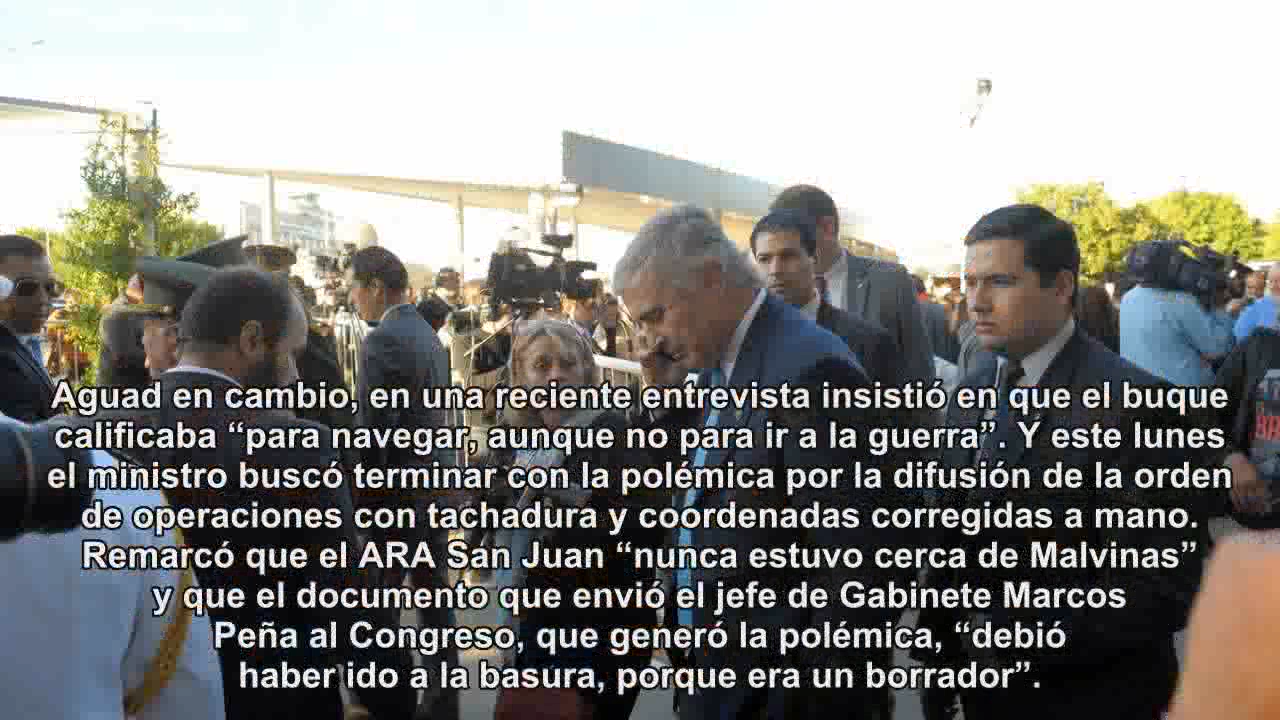 Aguad en cambio, en una reciente entrevista insistió en que el buque
calificaba “para navegar, aunque no para ir a la guerra”. Y este lunes
el ministro buscó terminar con la polémica por la difusión de la orden
de operaciones con tachadura y coordenadas corregidas a mano.
Remarcó que el ARA San Juan “nunca estuvo cerca de Malvinas”
y que el documento que envió el jefe de Gabinete Marcos
Peña al Congreso, que generó la polémica, “debió
haber ido a la basura, porque era un borrador”.